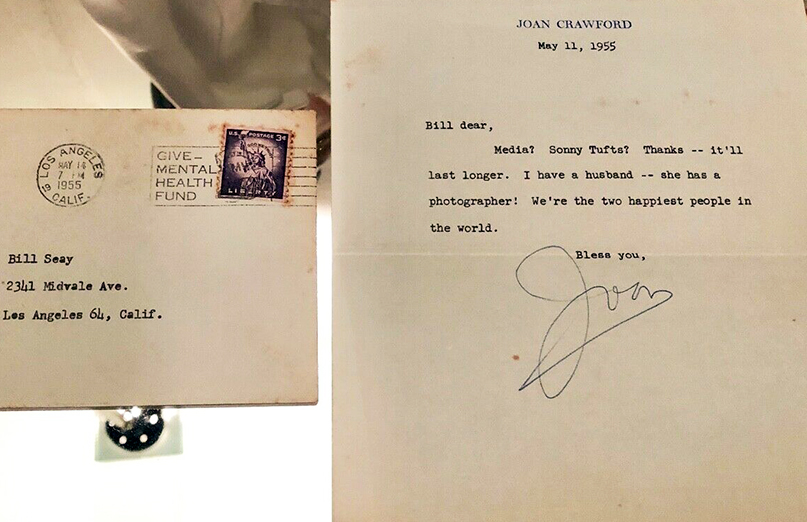 LOS ANGELES
MAY 14
7 PM
1955
CALIF.
GIVE—
MENTAL
HEALTH
FUND
U.S. POSTAGE 3¢
LIBERTY
Bill Seay
2341 Midvale Ave.
Los Angeles 64, Calif.
JOAN CRAWFORD
May 11, 1955
Bill dear,
Media? Sonny Tufts? Thanks -- it'll
last longer. I have a husband -- she has a
photographer! We're the two happiest people in
the world.
Bless you,
Joan